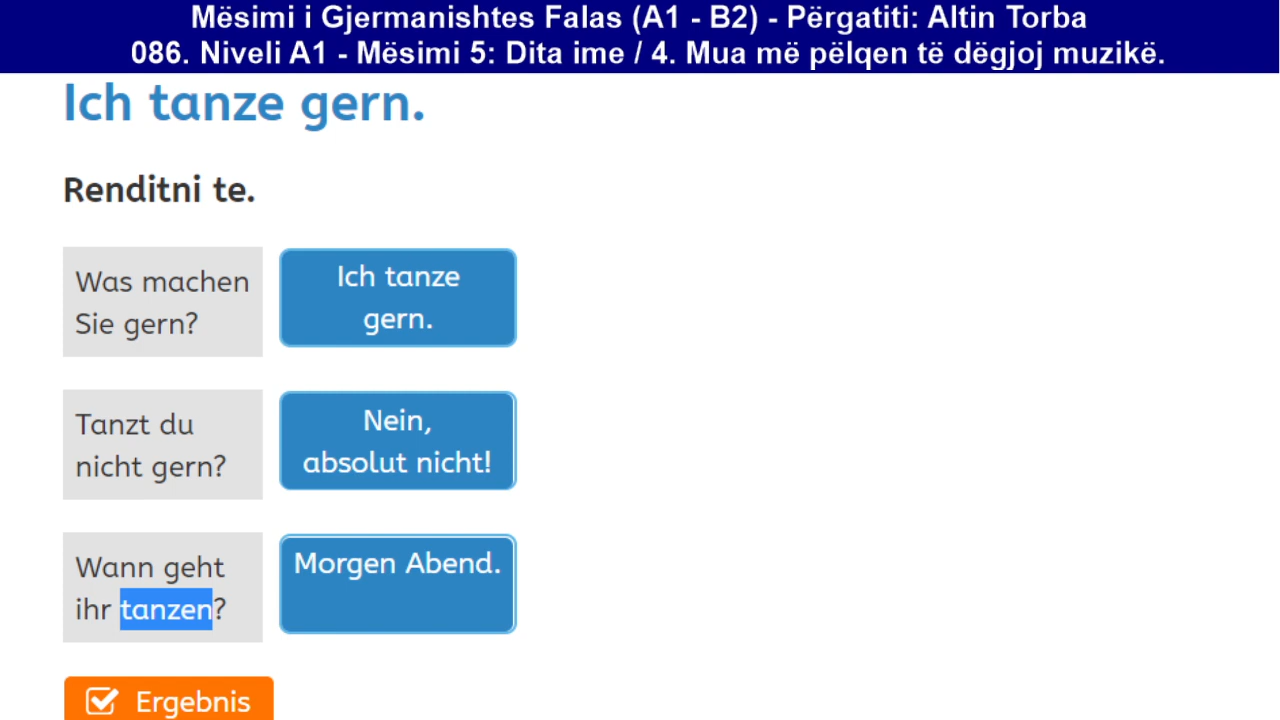 Mësimi i Gjermanishtes Falas (A1 - B2) - Përgatiti: Altin Torba
086. Niveli A1 - Mësimi 5: Dita ime / 4. Mua më pëlqen të dëgjoj muzikë.
Ich tanze gern.
Renditni te.
Was machen
Sie gern?
Ich tanze
gern.
Tanzt du
nicht gern?
Nein,
absolut nicht!
Wann geht
ihr tanzen?
Morgen Abend.
Ergebnis